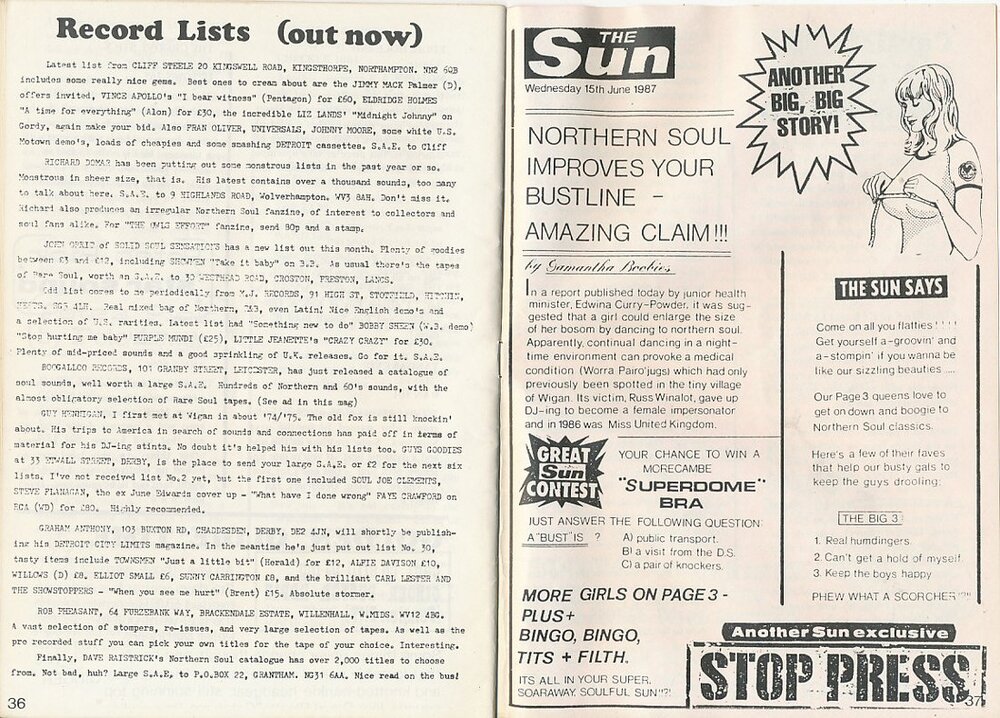 Record Lists (out now)
Latest list from CLIFF STEELE 20 KINGSWELL ROAD, KINGSTHORPE, NORTHAMPTON. NN2 6QB
includes some really nice gems. Best ones to cream about are the JIMMY MACK Palmer (D),
offers invited, VINCE APOLLO's "I bear witness" (Pentagon) for £60, ELDRIDGE HOLMES
"A time for everything" (Alon) for £30, the incredible LIZ LANDS' "Midnight Johnny" on
Gordy, again make your bid. Also FRAN OLIVER, UNIVERSALS, JOHNNY MOORE, some white U.S.
Motown demo's, loads of cheapies and some smashing DETROIT cassettes. S.A.E. to Cliff
RICHARD DOMAR has been putting out some monstrous lists in the past year or so.
Monstrous in sheer size, that is. His latest contains over a thousand sounds, too many
to talk about here. S.A.E. to 9 HIGHLANDS ROAD, Wolverhampton. WV3 8AH. Don't miss it.
Richard also produces an irregular Northern Soul fanzine, of interest to collectors and
soul fans alike. For "THE OWLS EFFORT" fanzine, send 80p and a stamp.
JOHN of SOLID SOUL SENSATIONS has a new list out this month. Plenty of goodies
between £3 and £12, including SHOWMEN "Take it baby" on B.B. As usual there's the tapes
of Rare Soul, worth an S.A.E. to 30 WESTHEAD ROAD, CROSTON, PRESTON, LANCS.
Odd list comes to me periodically from M.J. RECORDS, 91 HIGH ST, STOTFOLD, HITCHIN,
HERTS. SG5 4LH. Real mixed bag of Northern, R&B, even Latin! Nice English demo's and
a selection of U.S. rarities. Latest list had "Something new to do" BOBBY SHEEN (W.B. demo)
"Stop hurting me baby" PURPLE MUNDI (£25), LITTLE JEANETTE's "CRAZY CRAZY" for £30.
Plenty of mid-priced sounds and a good sprinkling of U.K. releases. Go for it. S.A.E.
BOOGALLOO RECORDS, 101 GRANBY STREET, LEICESTER, has just released a catalogue of
soul sounds, well worth a large S.A.E. Hundreds of Northern and 60's sounds, with the
almost obligatory selection of Rare Soul tapes. (See ad in this mag)
GUY HENNIGAN, I first met at Wigan in about '74/'75. The old fox is still knockin'
about. His trips to America in search of sounds and connections has paid off in terms of
material for his DJ-ing stints. No doubt it's helped him with his lists too. GUYS GOODIES
at 33 ETWALL STREET, DERBY, is the place to send your large S.A.E. or £2 for the next six
lists. I've not received list No.2 yet, but the first one included SOUL JOE CLEMENTS,
STEVE FLANAGAN, the ex June Edwards cover up - "What have I done wrong" FAYE CRAWFORD on
RCA (WD) for £80. Highly recommended.
GRAHAM ANTHONY, 103 BUXTON RD, CHADDESDEN, DERBY, DE2 4JN, will shortly be publish-
ing his DETROIT CITY LIMITS magazine. In the meantime he's just put out list No. 30,
tasty items include TOWNSMEN "Just a little bit" (Herald) for £12, ALFIE DAVISON £10,
WILLOWS (D) £8, ELLIOT SMALL £6, SUNNY CARRINGTON £8, and the brilliant CARL LESTER AND
THE SHOWSTOPPERS - "When you see me hurt" (Brent) £15. Absolute stormer.
ROB PHEASANT, 64 FURZEBANK WAY, BRACKENDALE ESTATE, WILLENHALL, W.MIDS. WV12 4BG.
A vast selection of stompers, re-issues, and very large selection of tapes. As well as the
pre recorded stuff you can pick your own titles for the tape of your choice. Interesting.
Finally, DAVE RAISTRICK's Northern Soul catalogue has over 2,000 titles to choose
from. Not bad, huh? Large S.A.E. to P.O.BOX 22, GRANTHAM. NG31 6AA. Nice read on the bus!
36
THE Sun
Wednesday 15th June 1987
ANOTHER
BIG, BIG
STORY!
NORTHERN SOUL
IMPROVES YOUR
BUSTLINE -
AMAZING CLAIM!!!
by Samantha Boobies
In a report published today by junior health
minister, Edwina Curry-Powder, it was sug-
gested that a girl could enlarge the size
of her bosom by dancing to northern soul.
Apparently, continual dancing in a night-
time environment can provoke a medical
condition (Worra Pairo'jugs) which had only
previously been spotted in the tiny village
of Wigan. Its victim, Russ Winalot, gave up
DJ-ing to become a female impersonator
and in 1986 was Miss United Kingdom.
GREAT
Sun
CONTEST
YOUR CHANCE TO WIN A
MORECAMBE
"SUPERDOME"
BRA
JUST ANSWER THE FOLLOWING QUESTION:
A "BUST" IS ?
A) public transport.
B) a visit from the D.S.
C) a pair of knockers.
MORE GIRLS ON PAGE 3 -
PLUS +
BINGO, BINGO,
TITS + FILTH.
ITS ALL IN YOUR SUPER,
SOARAWAY, SOULFUL SUN"?!
THE SUN SAYS
Come on all you flatties ! ! ! !
Get yourself a-groovin' and
a-stompin' if you wanna be
like our sizzling beauties ....
Our Page 3 queens love to
get on down and boogie to
Northern Soul classics.
Here's a few of their faves
that help our busty gals to
keep the guys drooling:
THE BIG 3
1. Real humdingers.
2. Can't get a hold of myself.
3. Keep the boys happy
PHEW WHAT A SCORCHER!?!"
Another Sun exclusive
STOP PRESS
37